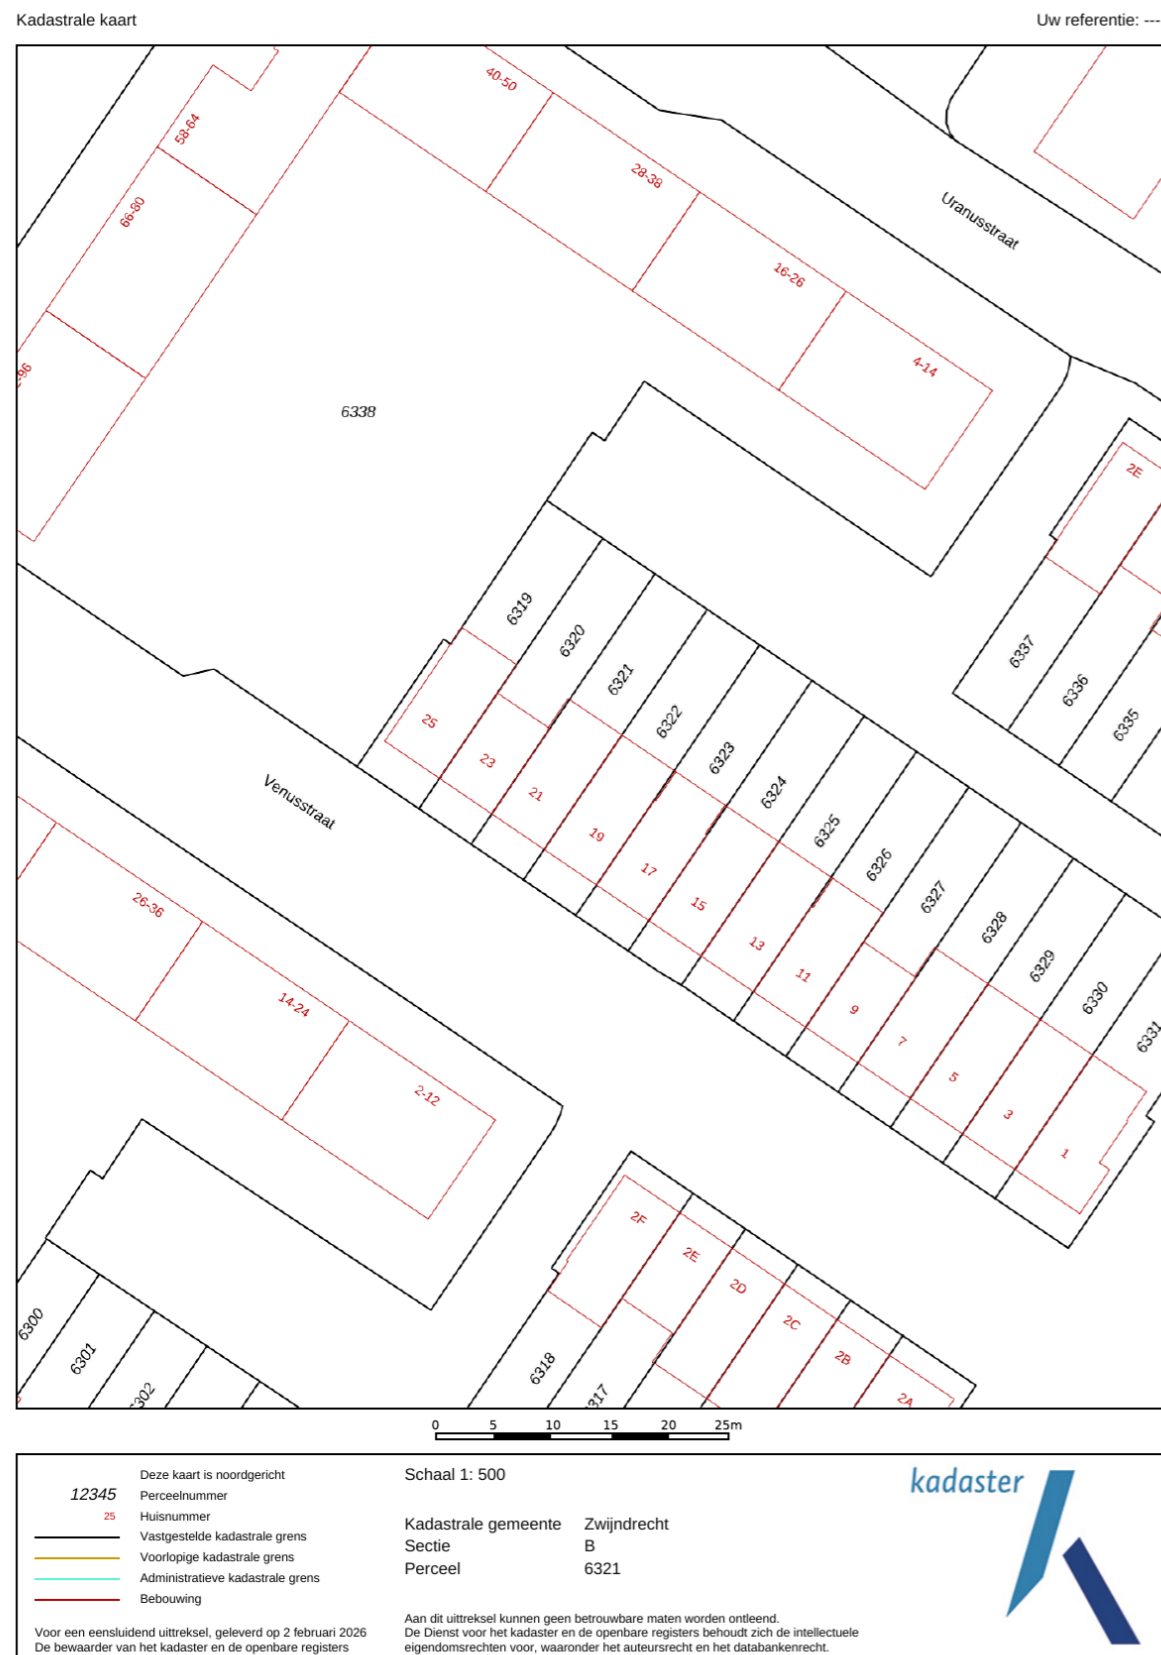 Kadastrale kaart
Uw referentie: ---
40-50
58-64
28-38
66-80
Uranusstraat
16-26
4-14
6338
2E
6319
6320
6337
6321
6336
6322
25
6335
6323
23
Venusstraat
21
6324
19
6325
17
6326
26-36
15
6327
13
6328
11
6329
14-24
9
6330
7
6331
5
2-12
3
1
2F
2E
2D
6300
2C
6301
2B
6318
2A
0 5 10 15 20 25m
Deze kaart is noordgericht
12345 Perceelnummer
25 Huisnummer
Vastgestelde kadastrale grens
Voorlopige kadastrale grens
Administratieve kadastrale grens
Bebouwing
Voor een eensluidend uittreksel, geleverd op 2 februari 2026
De bewaarder van het kadaster en de openbare registers
Schaal 1: 500
Kadastrale gemeente Zwijndrecht
Sectie B
Perceel 6321
Aan dit uittreksel kunnen geen betrouwbare maten worden ontleend.
De Dienst voor het kadaster en de openbare registers behoudt zich de intellectuele
eigendomsrechten voor, waaronder het auteursrecht en het databankenrecht.
kadaster